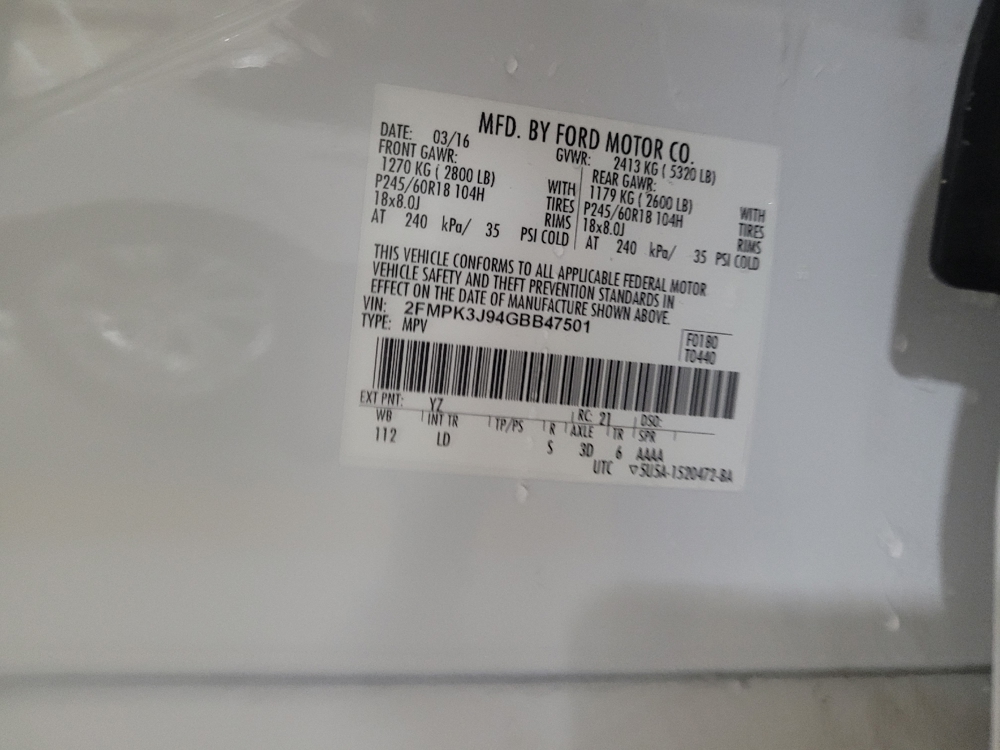 MFD. BY FORD MOTOR CO.
DATE: 03/16 GVWR: 2413 KG ( 5320 LB)
FRONT GAWR: REAR GAWR:
1270 KG ( 2800 LB) WITH 1179 KG ( 2600 LB) WITH
P245/60R18 104H TIRES P245/60R18 104H TIRES
18x8.0J RIMS 18x8.0J RIMS
AT 240 kPa/ 35 PSI COLD AT 240 kPa/ 35 PSI COLD
THIS VEHICLE CONFORMS TO ALL APPLICABLE FEDERAL MOTOR
VEHICLE SAFETY AND THEFT PREVENTION STANDARDS IN
EFFECT ON THE DATE OF MANUFACTURE SHOWN ABOVE.
VIN: 2FMPK3J94GBB47501
TYPE: MPV
F0180
T0440
EXT PNT: YZ RC: 21 DSO:
WB INT TR TP/PS R AXLE TR SPR
112 LD S 3D 6 AAAA
UTC ▽5U5A-1520472-BA